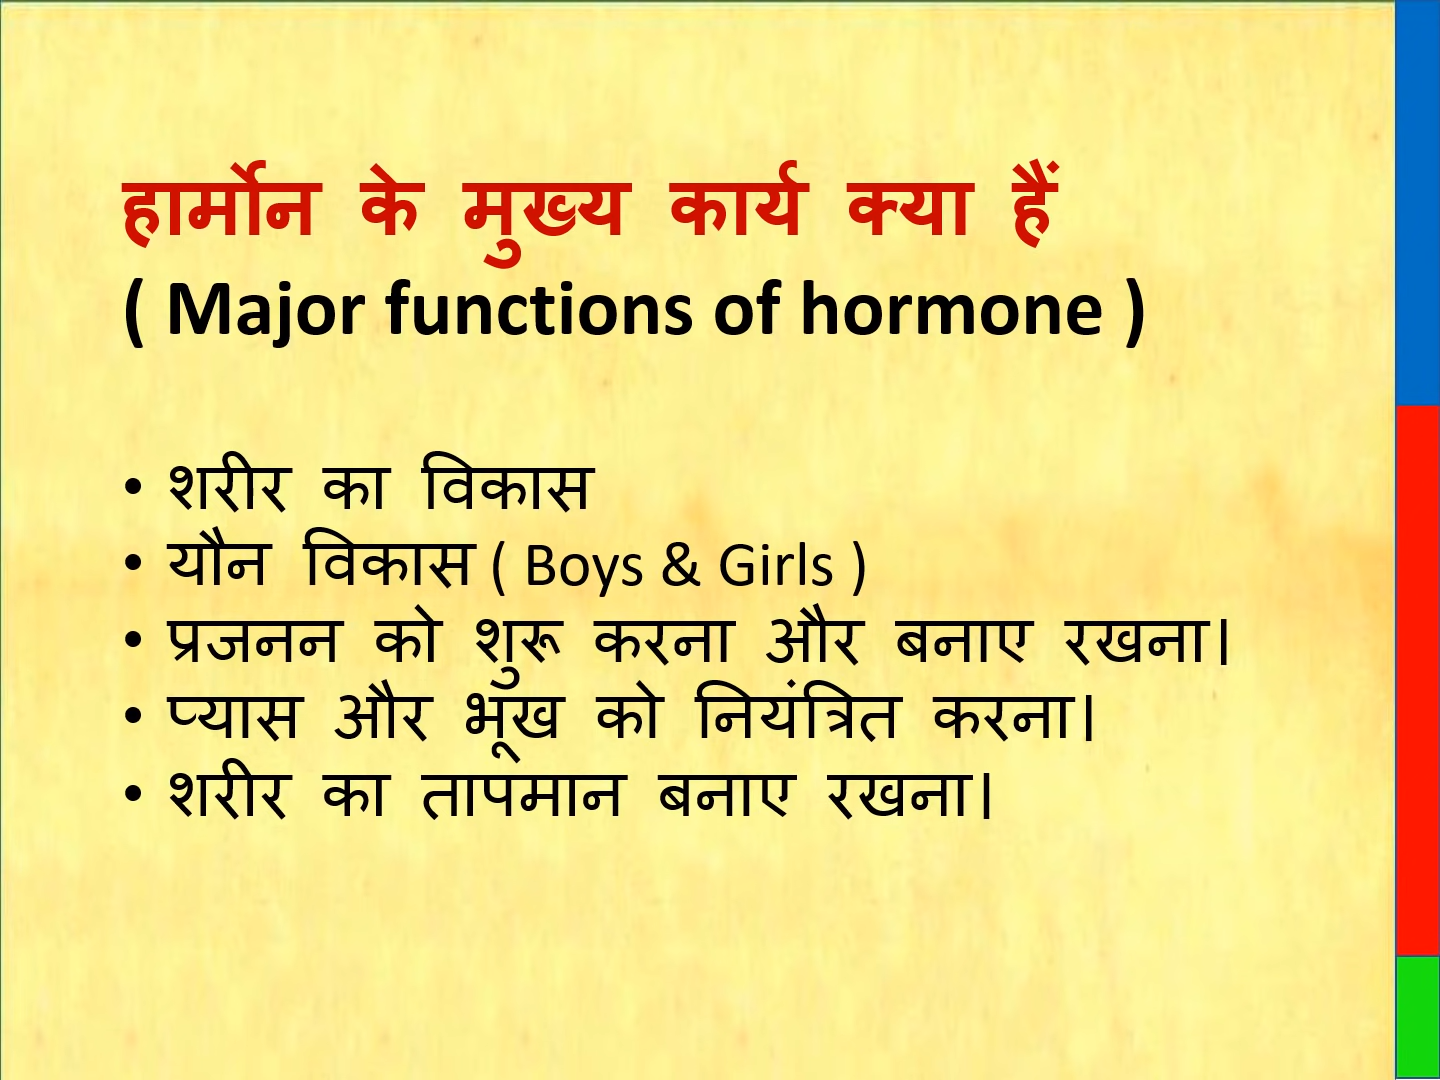 हार्मोन के मुख्य कार्य क्या हैं
( Major functions of hormone )
• शरीर का विकास
• यौन विकास ( Boys & Girls )
• प्रजनन को शुरू करना और बनाए रखना।
• प्यास और भूख को नियंत्रित करना।
• शरीर का तापमान बनाए रखना।